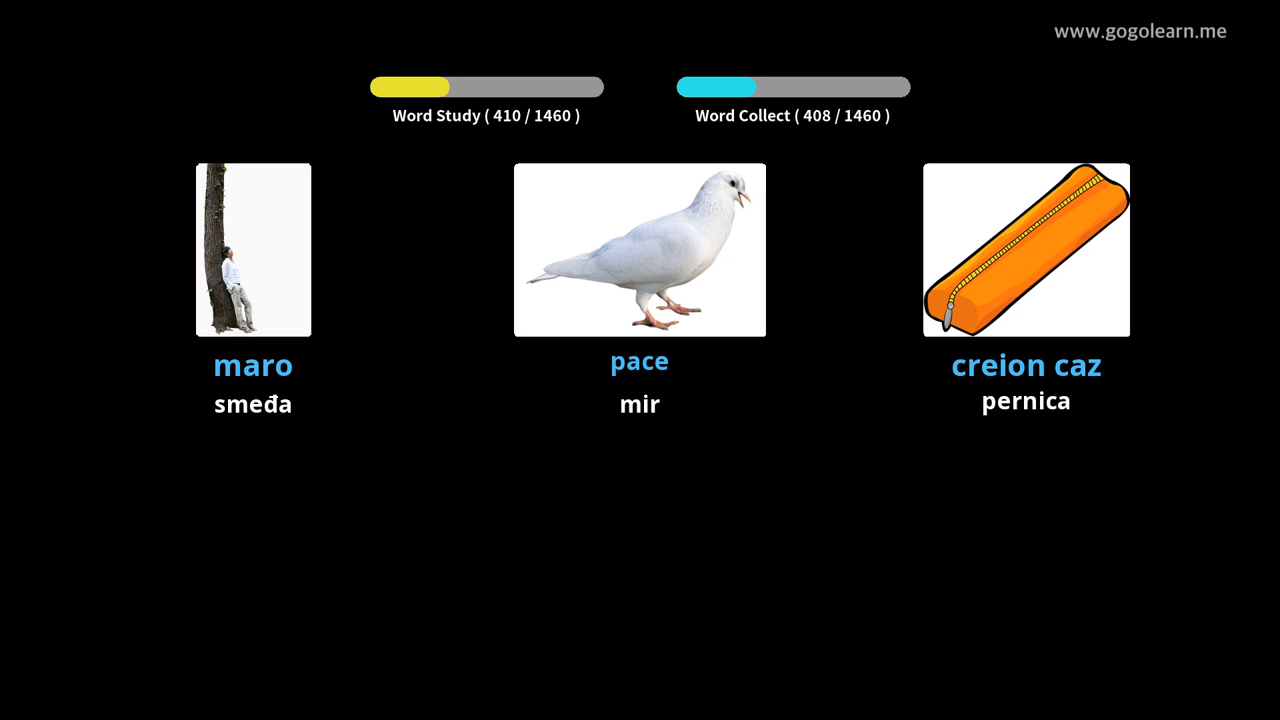 www.gogolearn.me
Word Study ( 410 / 1460 )
Word Collect ( 408 / 1460 )
maro
smeđa
pace
mir
creion caz
pernica